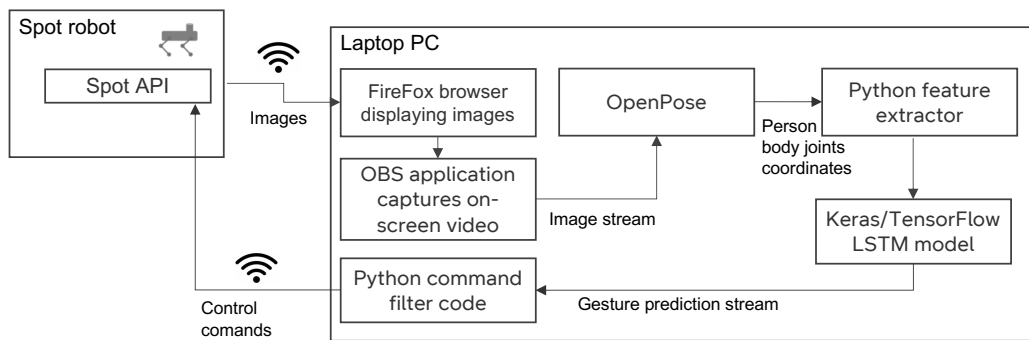 Spot robot
Spot API
Images
Laptop PC
FireFox browser
displaying images
OBS application
captures on-
screen video
Image stream
OpenPose
Person
body joints
coordinates
Python feature
extractor
Keras/TensorFlow
LSTM model
Gesture prediction stream
Python command
filter code
Control
comands